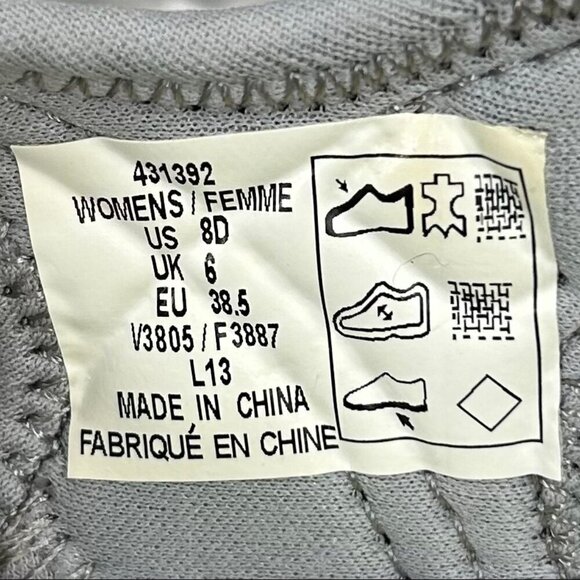 431392
WOMENS / FEMME
US 8D
UK 6
EU 38.5
V3805 / F3887
L13
MADE IN CHINA
FABRIQUÉ EN CHINE